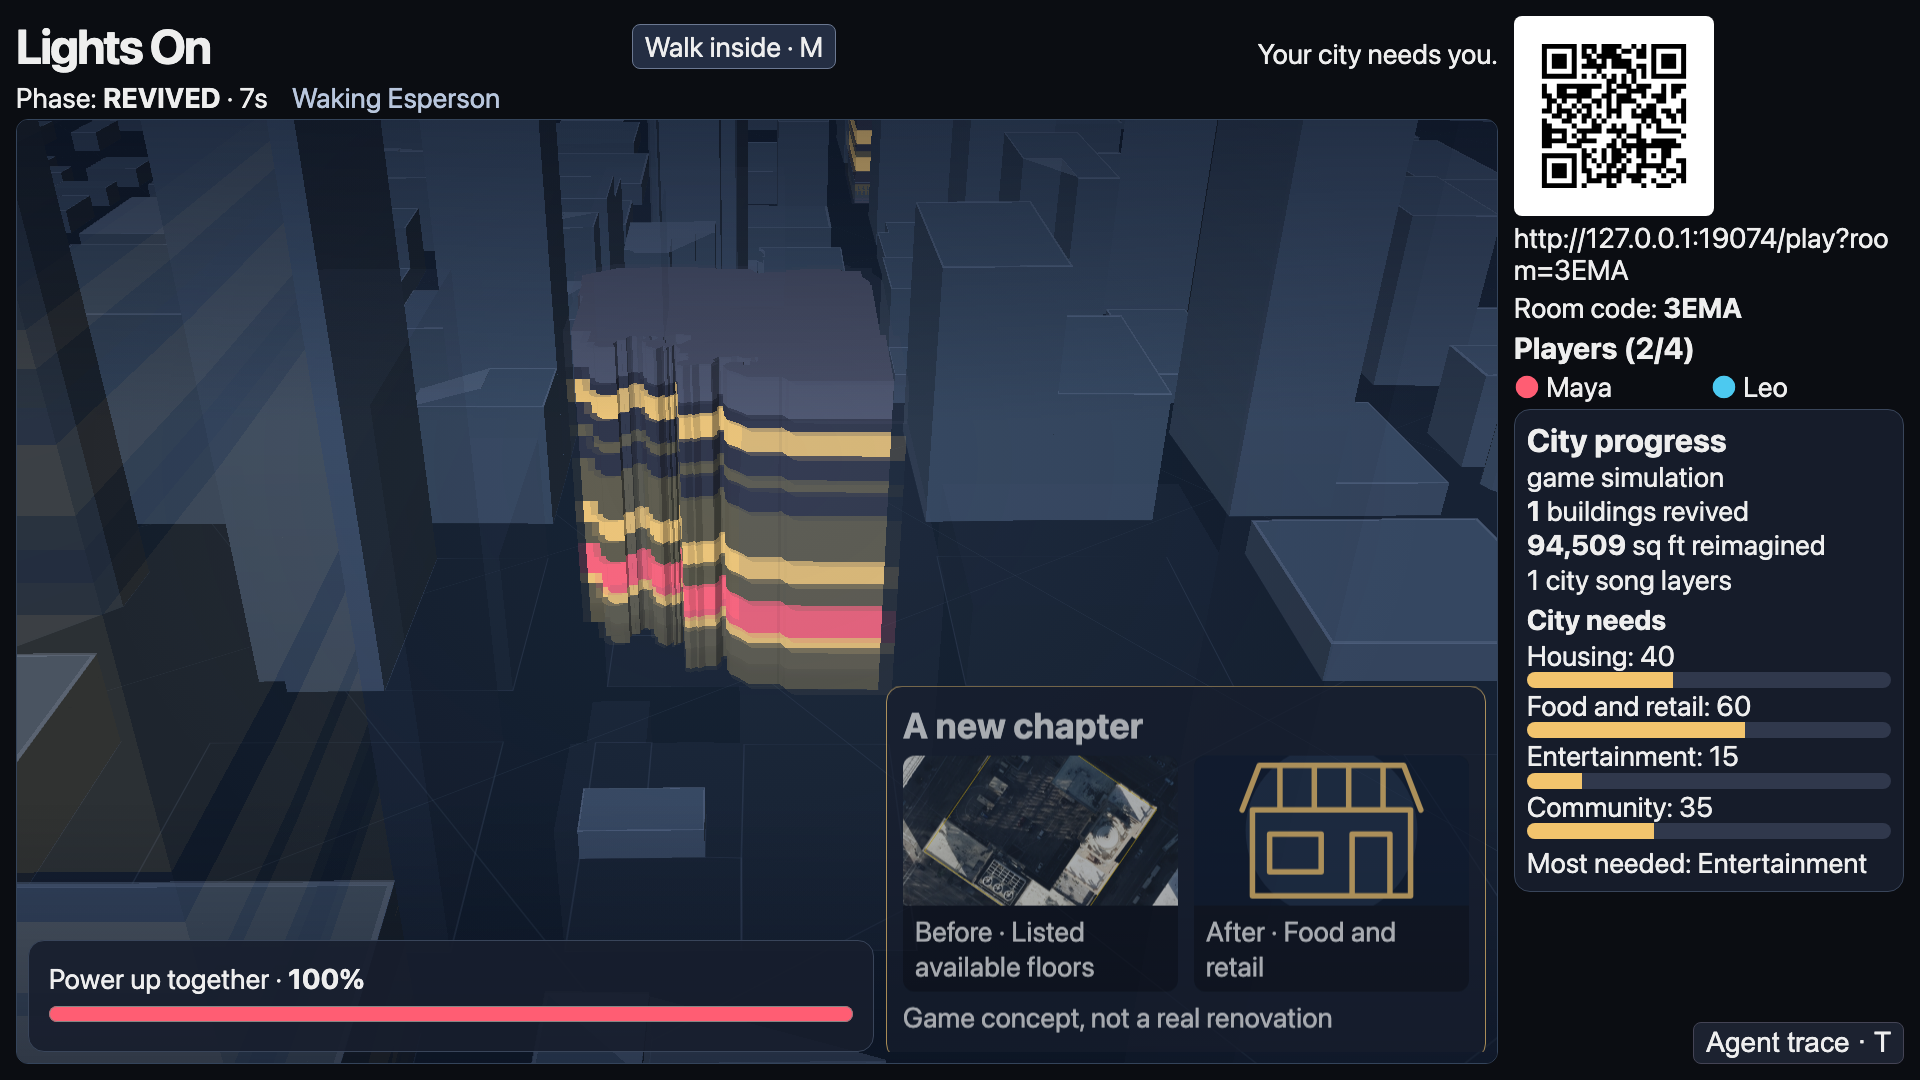 Lights On
Walk inside · M
Your city needs you.
Phase: REVIVED · 7s Waking Esperson
http://127.0.0.1:19074/play?roo
m=3EMA
Room code: 3EMA
Players (2/4)
Maya
Leo
City progress
game simulation
1 buildings revived
94,509 sq ft reimagined
1 city song layers
City needs
Housing: 40
Food and retail: 60
Entertainment: 15
Community: 35
Most needed: Entertainment
A new chapter
Before · Listed
available floors
After · Food and
retail
Game concept, not a real renovation
Power up together · 100%
Agent trace · T